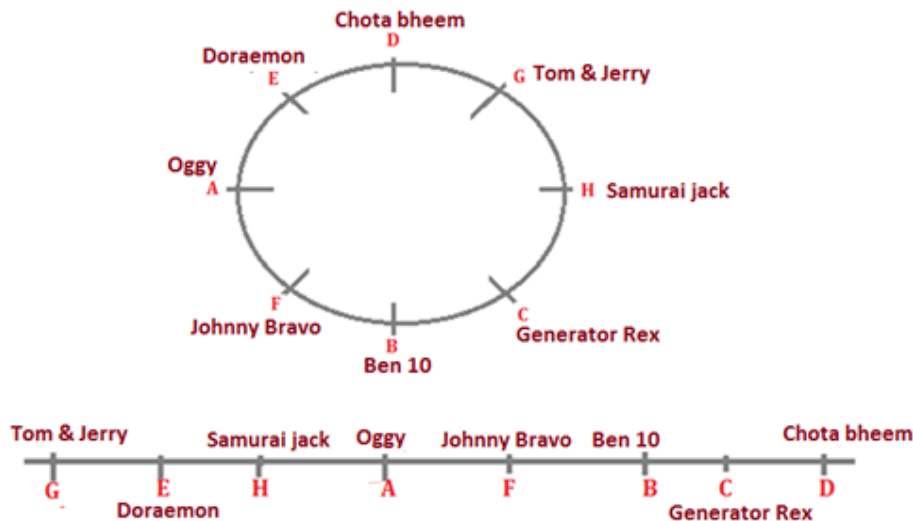 Chota bheem
D
Doraemon
E
G Tom & Jerry
Oggy
A
H Samurai jack
F
Johnny Bravo
C
Generator Rex
B
Ben 10
Tom & Jerry Samurai jack Oggy Johnny Bravo Ben 10 Chota bheem
G E H A F B C D
Doraemon Generator Rex